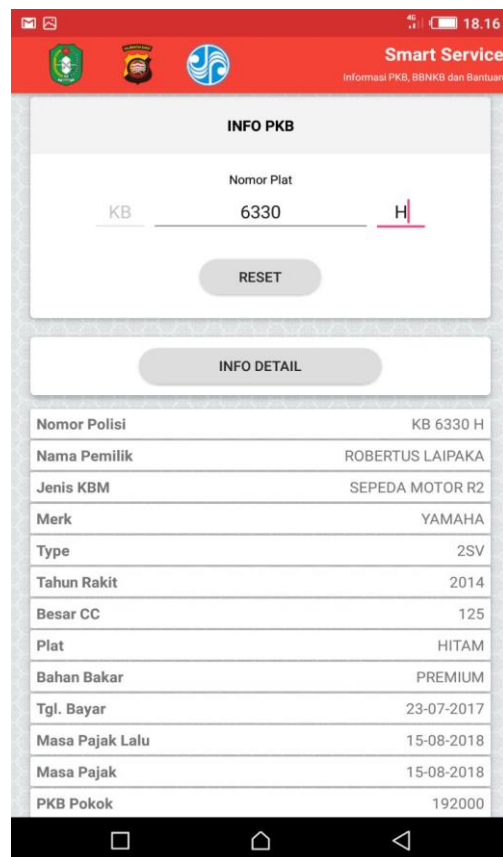 4G 18.16
Smart Service
Informasi PKB, BBNKB dan Bantuan
INFO PKB
Nomor Plat
KB 6330 H
RESET
INFO DETAIL
Nomor Polisi KB 6330 H
Nama Pemilik ROBERTUS LAIPAKA
Jenis KBM SEPEDA MOTOR R2
Merk YAMAHA
Type 2SV
Tahun Rakit 2014
Besar CC 125
Plat HITAM
Bahan Bakar PREMIUM
Tgl. Bayar 23-07-2017
Masa Pajak Lalu 15-08-2018
Masa Pajak 15-08-2018
PKB Pokok 192000